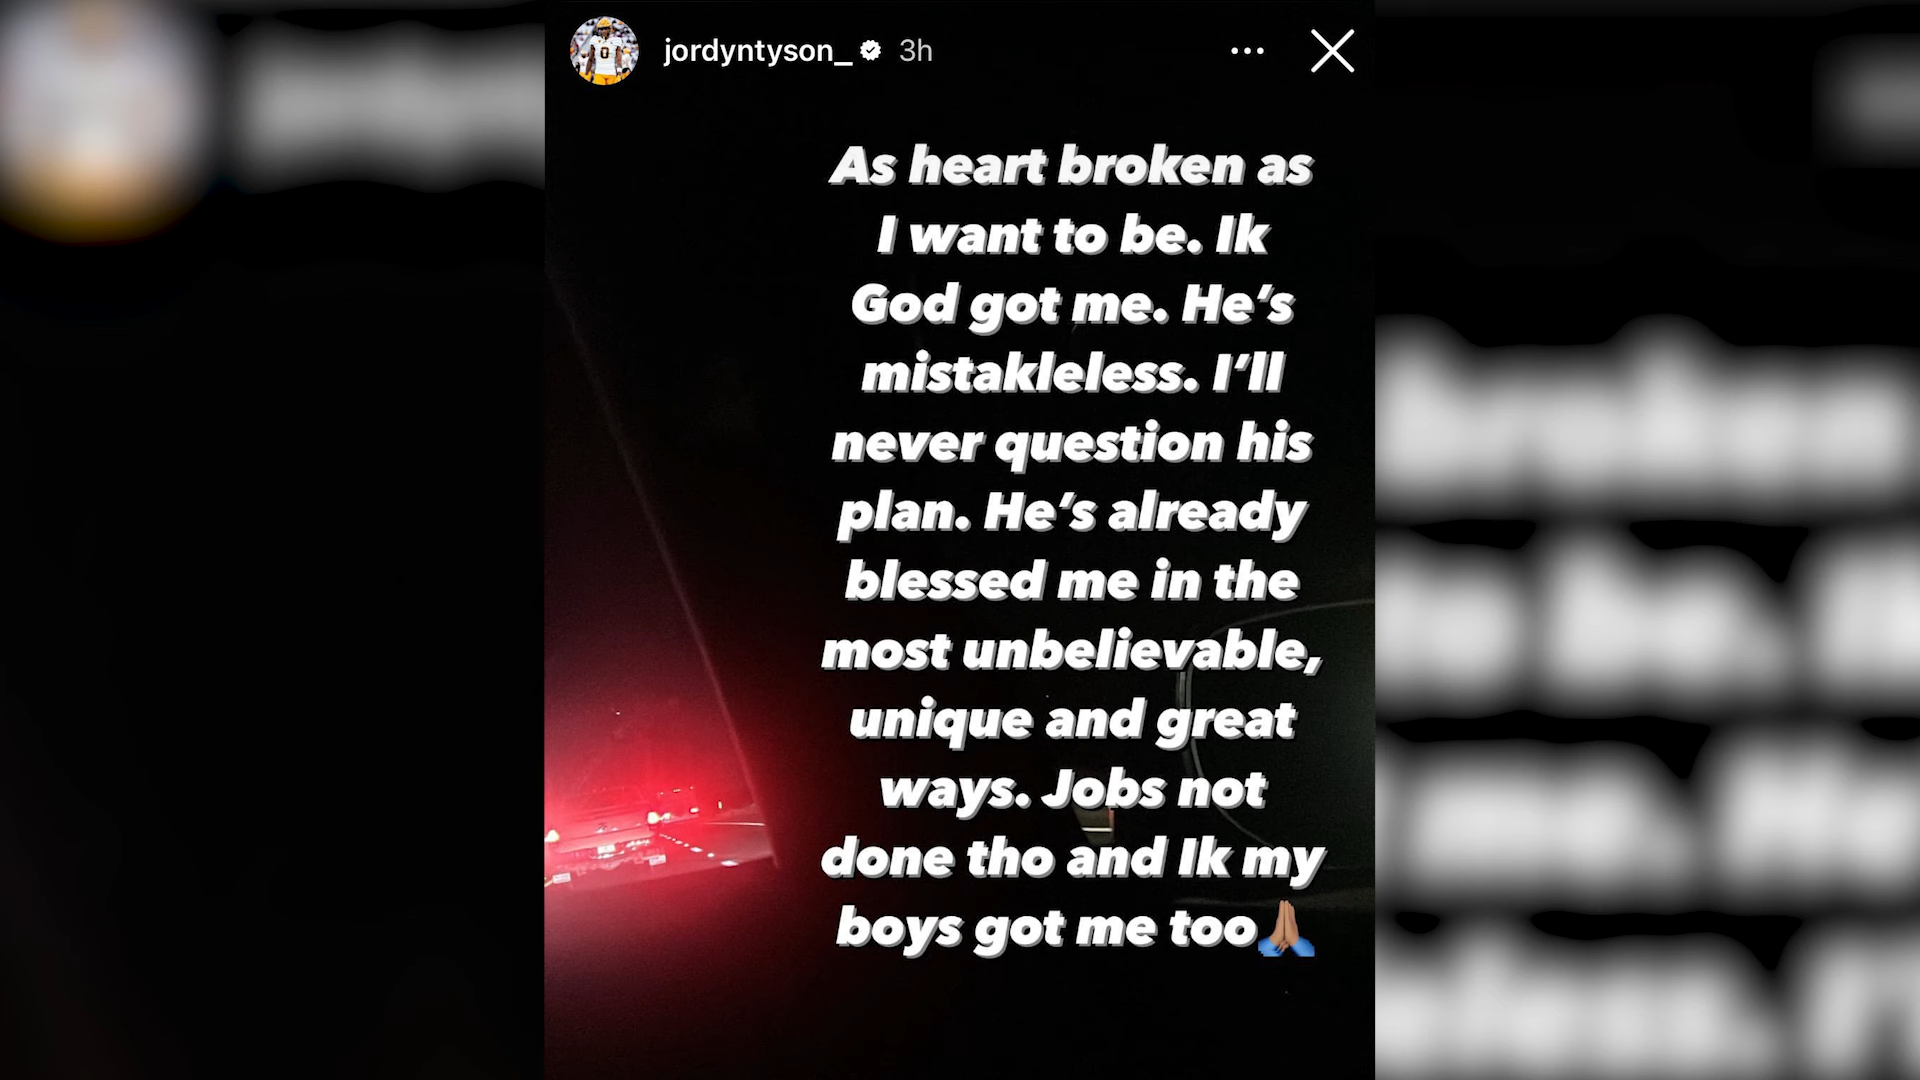 jordyntyson_ 3h
As heart broken as
I want to be. Ik
God got me. He's
mistakleless. I'll
never question his
plan. He's already
blessed me in the
most unbelievable,
unique and great
ways. Jobs not
done tho and Ik my
boys got me too🙏🏽